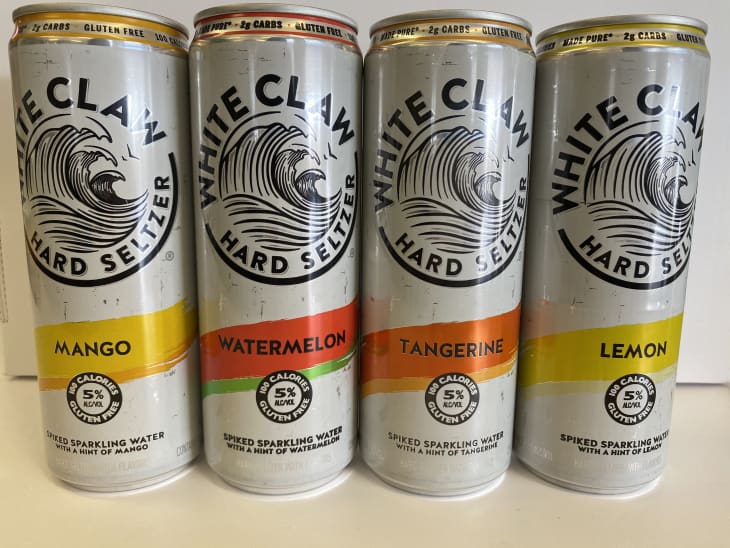 2g CARBS · GLUTEN FREE 100 CAL
WHITE CLAW
HARD SELTZER
®
MANGO
100 CALORIES
5%
ALC/VOL
GLUTEN FREE
SPIKED SPARKLING WATER
WITH A HINT OF MANGO
MADE PURE® · 2g CARBS · GLUTEN FREE
WHITE CLAW
HARD SELTZER
®
WATERMELON
100 CALORIES
5%
ALC/VOL
GLUTEN FREE
SPIKED SPARKLING WATER
WITH A HINT OF WATERMELON
MADE PURE® · 2g CARBS · GLUTEN
WHITE CLAW
HARD SELTZER
TANGERINE
100 CALORIES
5%
ALC/VOL
GLUTEN FREE
SPIKED SPARKLING WATER
WITH A HINT OF TANGERINE
MADE PURE® · 2g CARBS · GLUTEN
WHITE CLAW
HARD SELTZER
LEMON
100 CALORIES
5%
ALC/VOL
GLUTEN FREE
SPIKED SPARKLING WATER
WITH A HINT OF LEMON